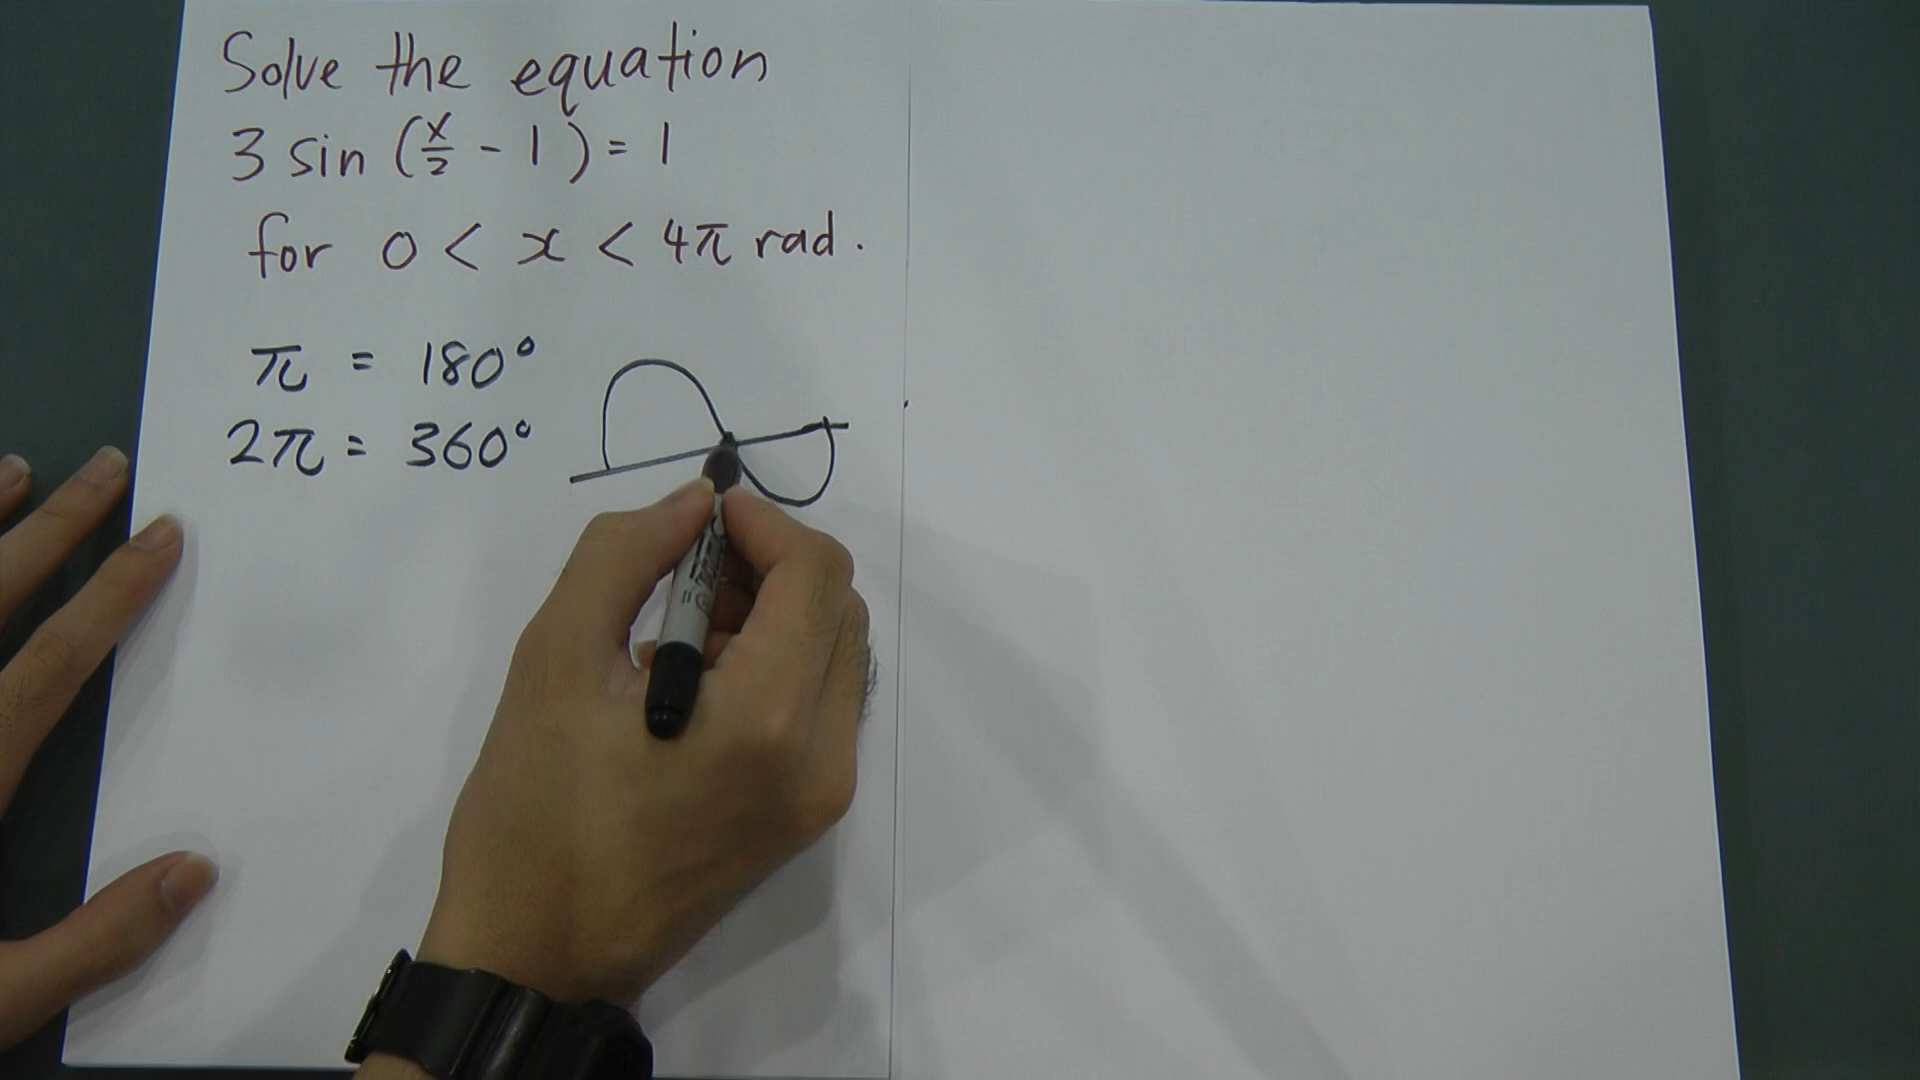 Solve the equation
3 sin (x/2 - 1) = 1
for 0 < x < 4π rad.
π = 180°
2π = 360°